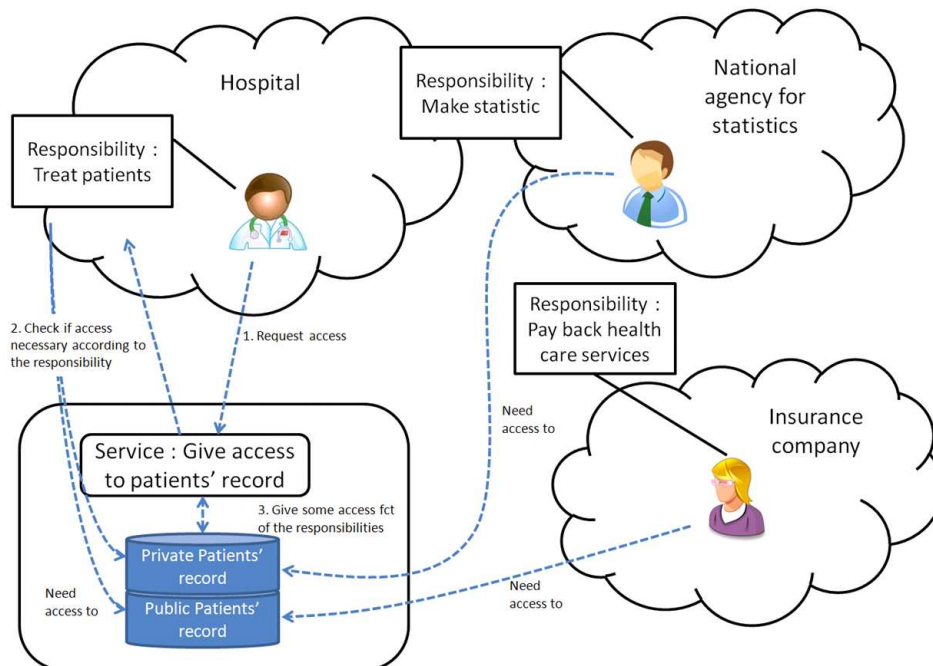 Hospital
Responsibility :
Treat patients
Responsibility :
Make statistic
National
agency for
statistics
2. Check if access
necessary according to
the responsibility
1. Request access
Responsibility :
Pay back health
care services
Insurance
company
Need
access to
Service : Give access
to patients’ record
3. Give some access fct
of the responsibilities
Private Patients’
record
Public Patients’
record
Need
access to
Need
access to